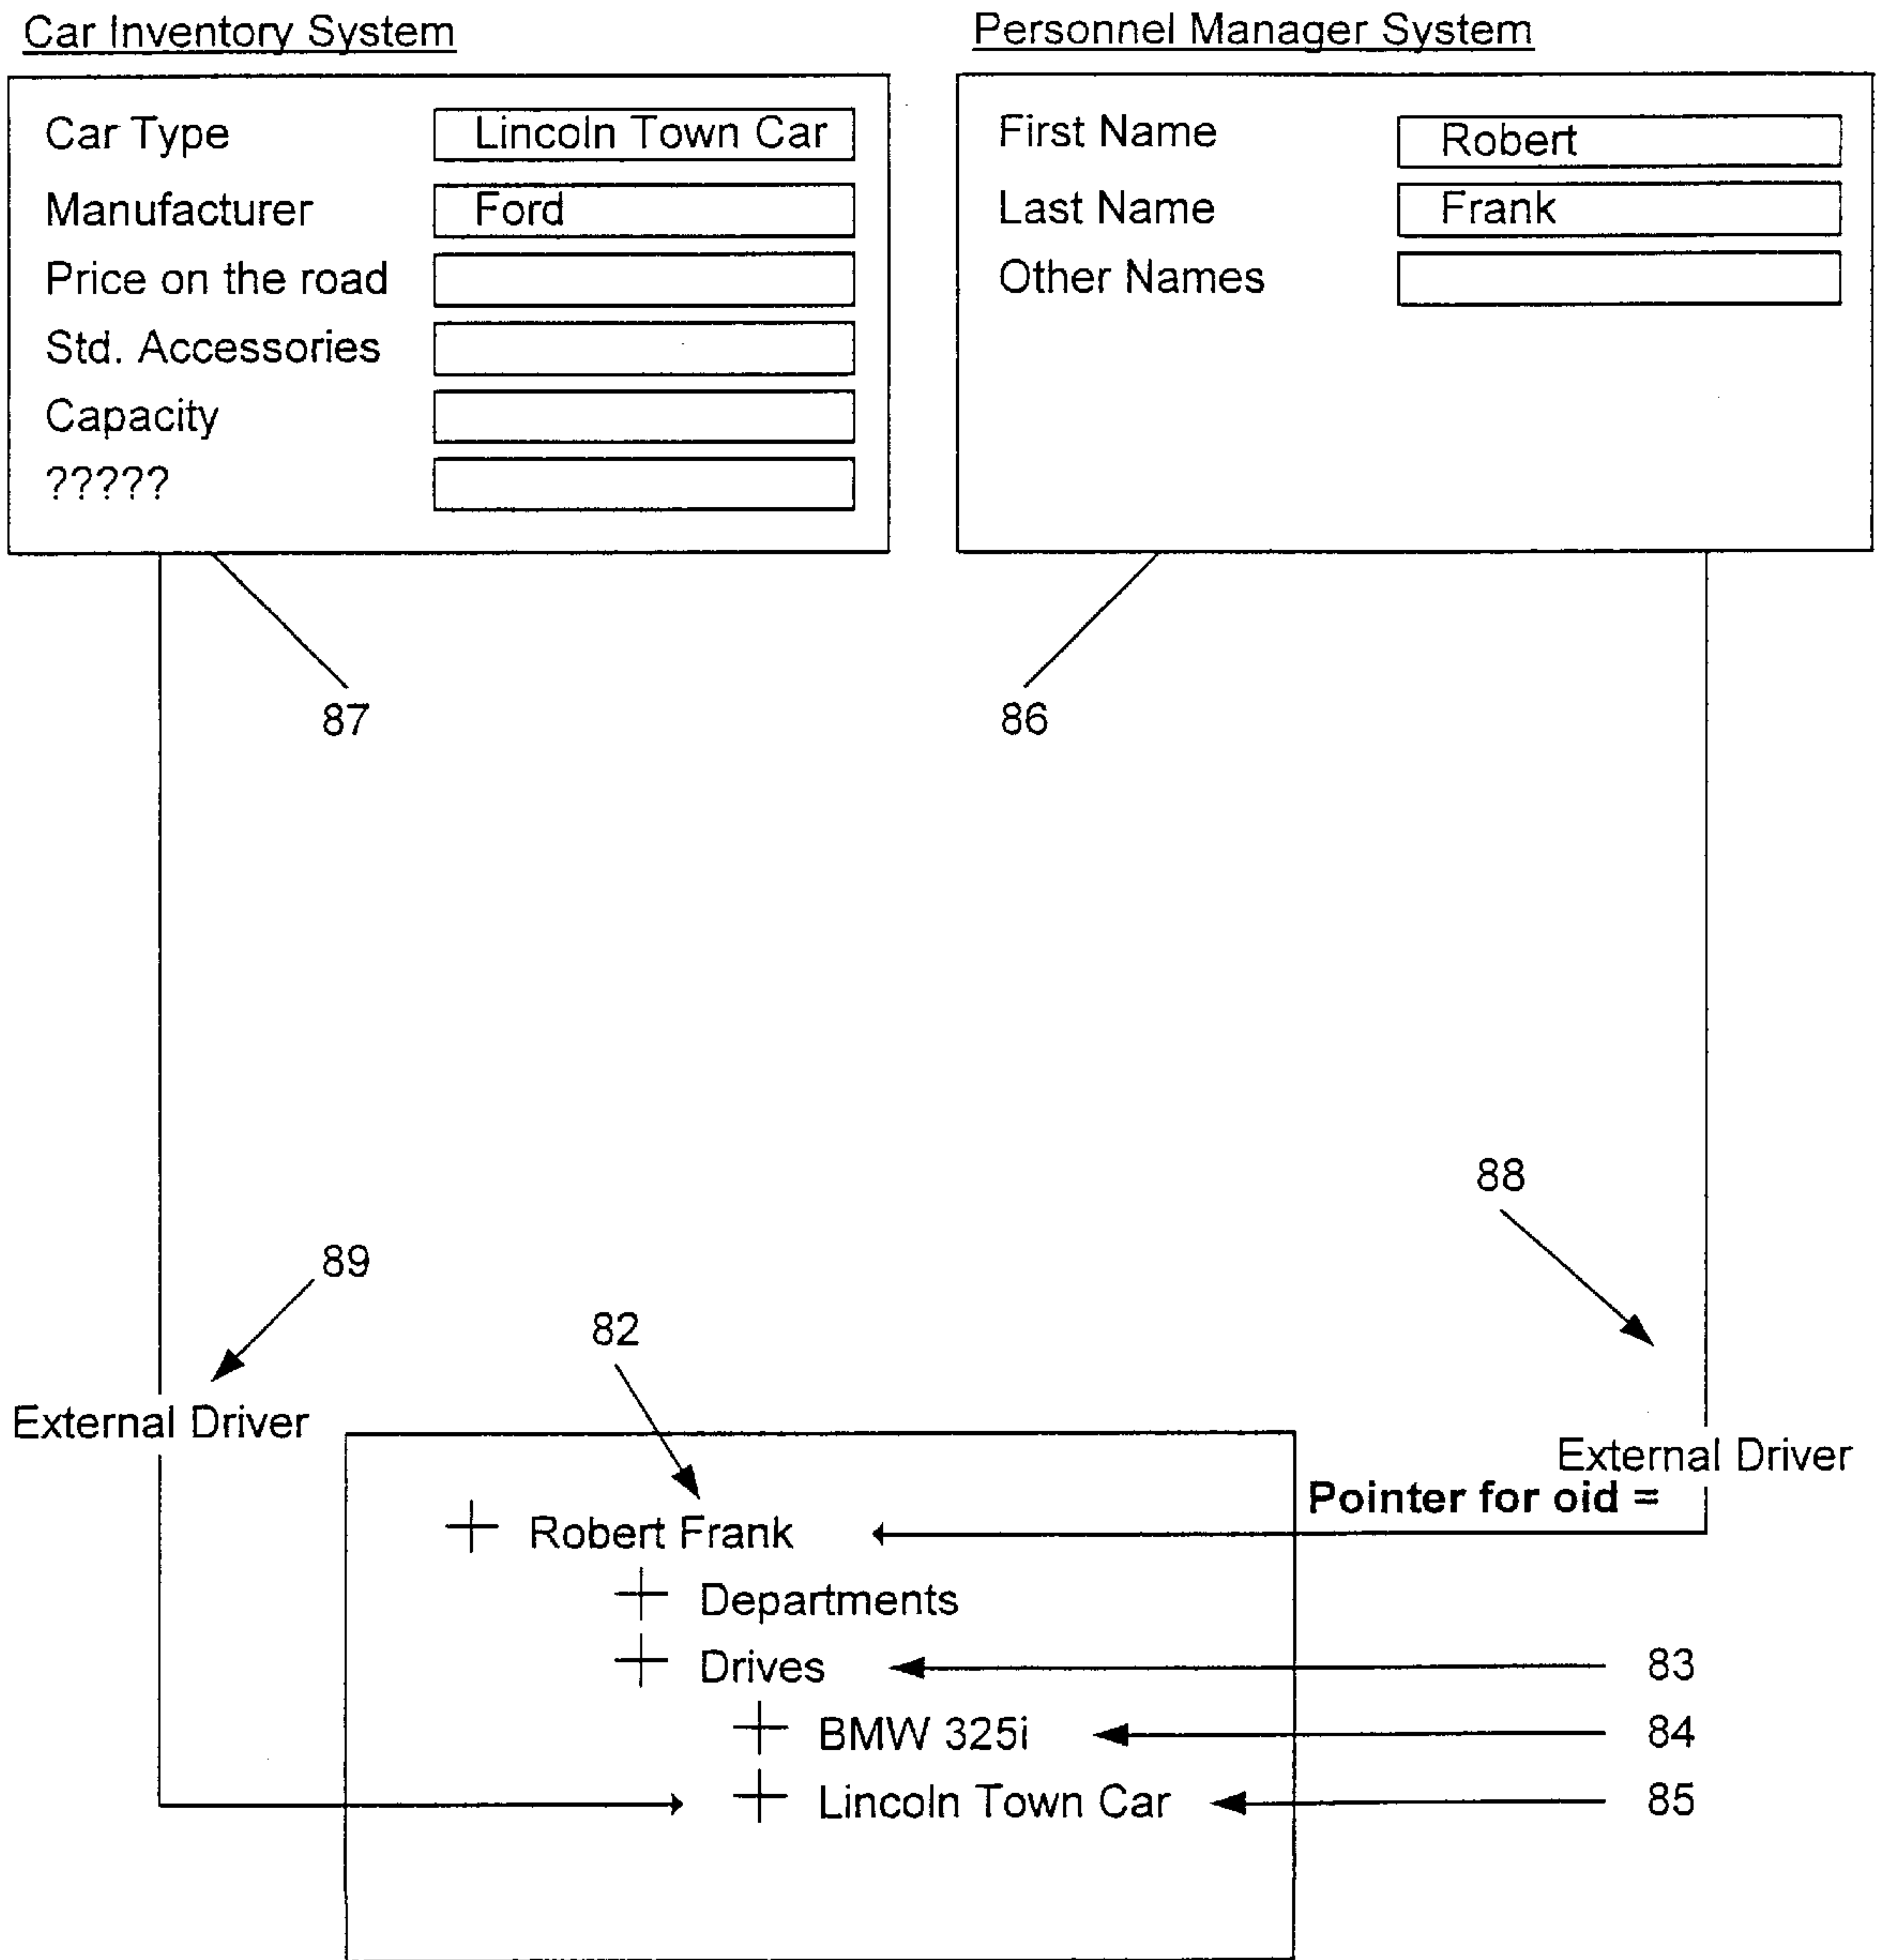 Car Inventory System
Personnel Manager System
Car Type Lincoln Town Car
Manufacturer Ford
Price on the road
Std. Accessories
Capacity
?????
First Name Robert
Last Name Frank
Other Names
87
86
88
89
82
External Driver
External Driver
Pointer for oid =
Robert Frank
Departments
Drives 83
BMW 325i 84
Lincoln Town Car 85